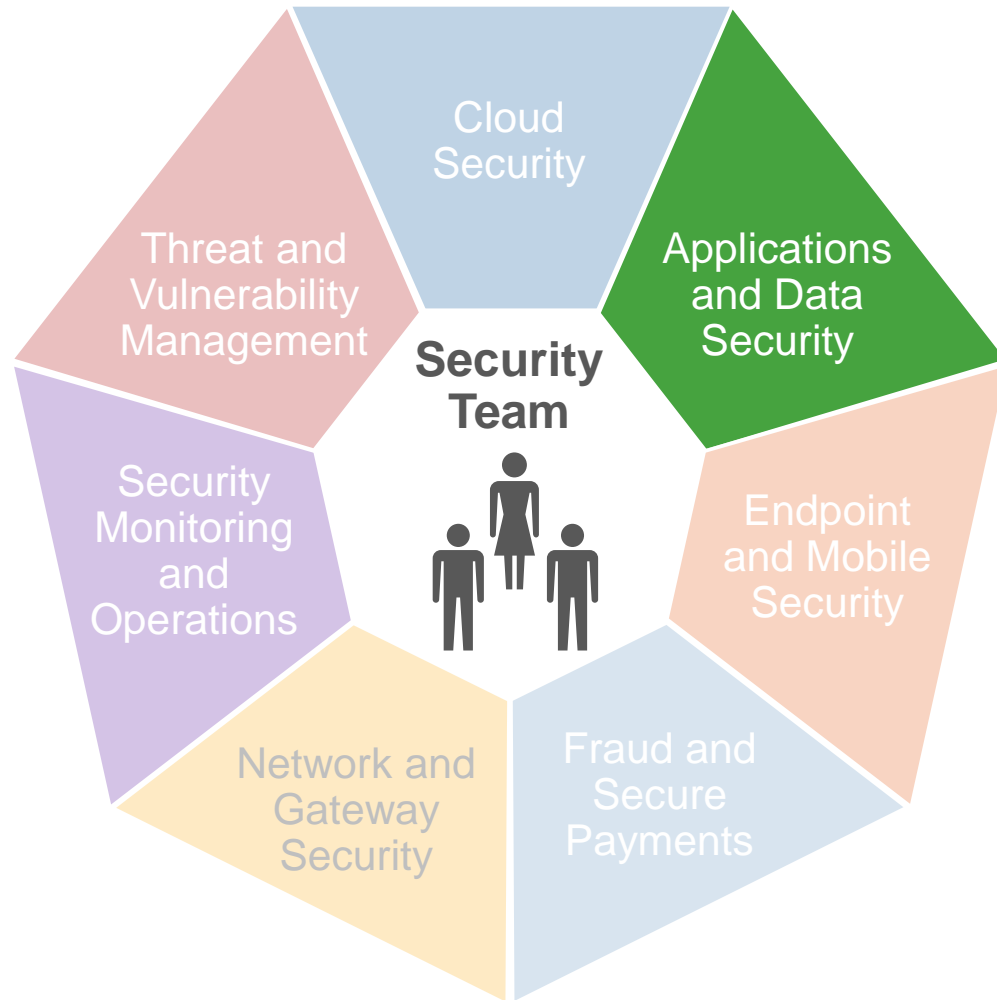 Cloud
Security
Applications
and Data
Security
Endpoint
and Mobile
Security
Fraud and
Secure
Payments
Network and
Gateway
Security
Security
Monitoring
and
Operations
Threat and
Vulnerability
Management
Security
Team